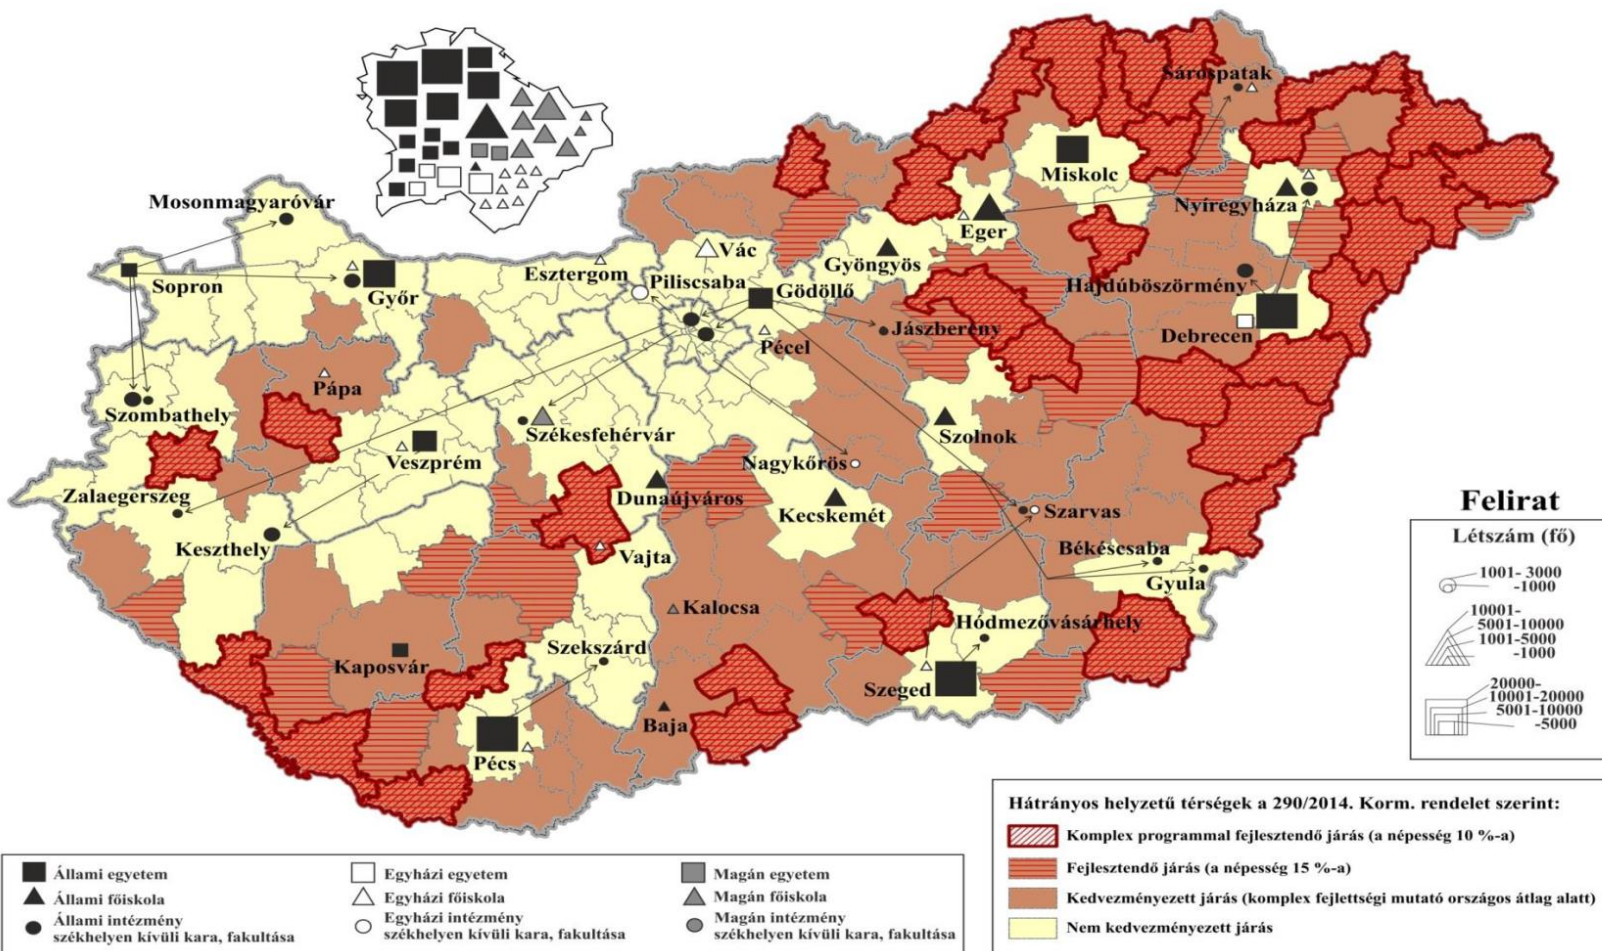 Sárospatak
Miskolc
Mosonmagyaróvár
Nyíregyháza
Eger
Vác
Gyöngyös
Esztergom
Piliscsaba
Sopron
Győr
Gödöllő
Hajdúböszörmény
Jászberény
Debrecen
Pécel
Pápa
Szombathely
Székesfehérvár
Szolnok
Veszprém
Nagykőrös
Zalaegerszeg
Dunaújváros
Kecskemét
Szarvas
Keszthely
Vajta
Békéscsaba
Gyula
Kalocsa
Hódmezővásárhely
Szekszárd
Kaposvár
Szeged
Baja
Pécs
Felirat
Létszám (fő)
1001- 3000
-1000
10001-
5001-10000
1001-5000
-1000
20000-
10001-20000
5001-10000
-5000
Hátrányos helyzetű térségek a 290/2014. Korm. rendelet szerint:
Komplex programmal fejlesztendő járás (a népesség 10 %-a)
Fejlesztendő járás (a népesség 15 %-a)
Kedvezményezett járás (komplex fejlettségi mutató országos átlag alatt)
Nem kedvezményezett járás
Állami egyetem
Állami főiskola
Állami intézmény
székhelyen kívüli kara, fakultása
Egyházi egyetem
Egyházi főiskola
Egyházi intézmény
székhelyen kívüli kara, fakultása
Magán egyetem
Magán főiskola
Magán intézmény
székhelyen kívüli kara, fakultása